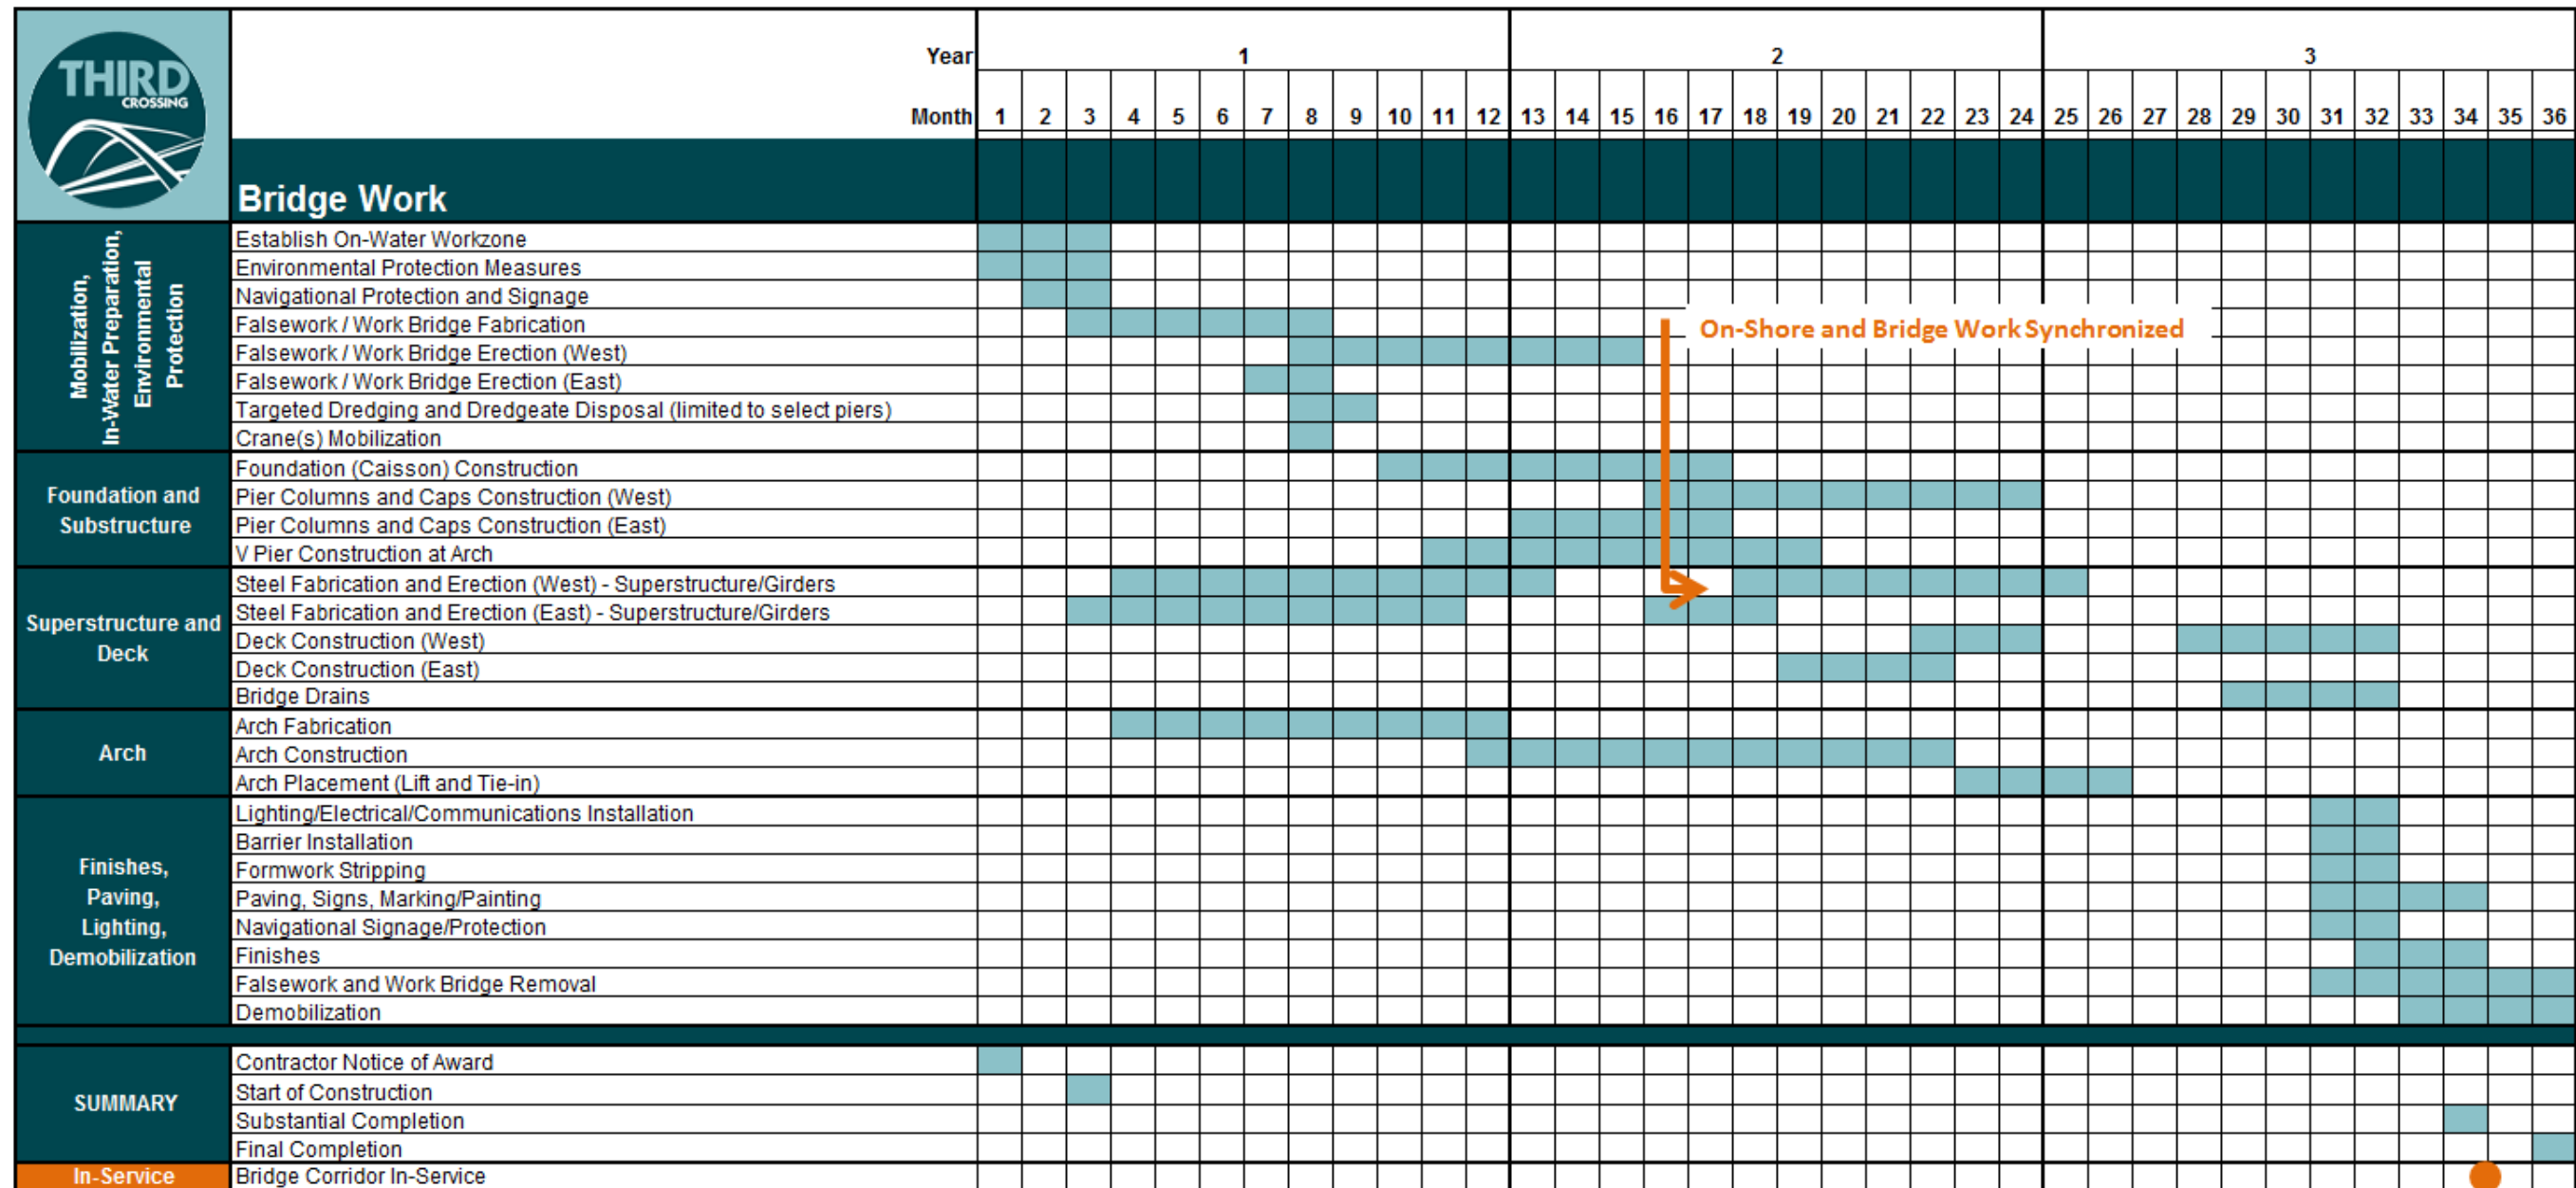 THIRD
CROSSING
Year 1 2 3
Month 1 2 3 4 5 6 7 8 9 10 11 12 13 14 15 16 17 18 19 20 21 22 23 24 25 26 27 28 29 30 31 32 33 34 35 36
Bridge Work
Mobilization,
In-Water Preparation,
Environmental
Protection
Establish On-Water Workzone
Environmental Protection Measures
Navigational Protection and Signage
Falsework / Work Bridge Fabrication
On-Shore and Bridge Work Synchronized
Falsework / Work Bridge Erection (West)
Falsework / Work Bridge Erection (East)
Targeted Dredging and Dredgeate Disposal (limited to select piers)
Crane(s) Mobilization
Foundation and
Substructure
Foundation (Caisson) Construction
Pier Columns and Caps Construction (West)
Pier Columns and Caps Construction (East)
V Pier Construction at Arch
Superstructure and
Deck
Steel Fabrication and Erection (West) - Superstructure/Girders
Steel Fabrication and Erection (East) - Superstructure/Girders
Deck Construction (West)
Deck Construction (East)
Bridge Drains
Arch
Arch Fabrication
Arch Construction
Arch Placement (Lift and Tie-in)
Finishes,
Paving,
Lighting,
Demobilization
Lighting/Electrical/Communications Installation
Barrier Installation
Formwork Stripping
Paving, Signs, Marking/Painting
Navigational Signage/Protection
Finishes
Falsework and Work Bridge Removal
Demobilization
SUMMARY
Contractor Notice of Award
Start of Construction
Substantial Completion
Final Completion
In-Service
Bridge Corridor In-Service